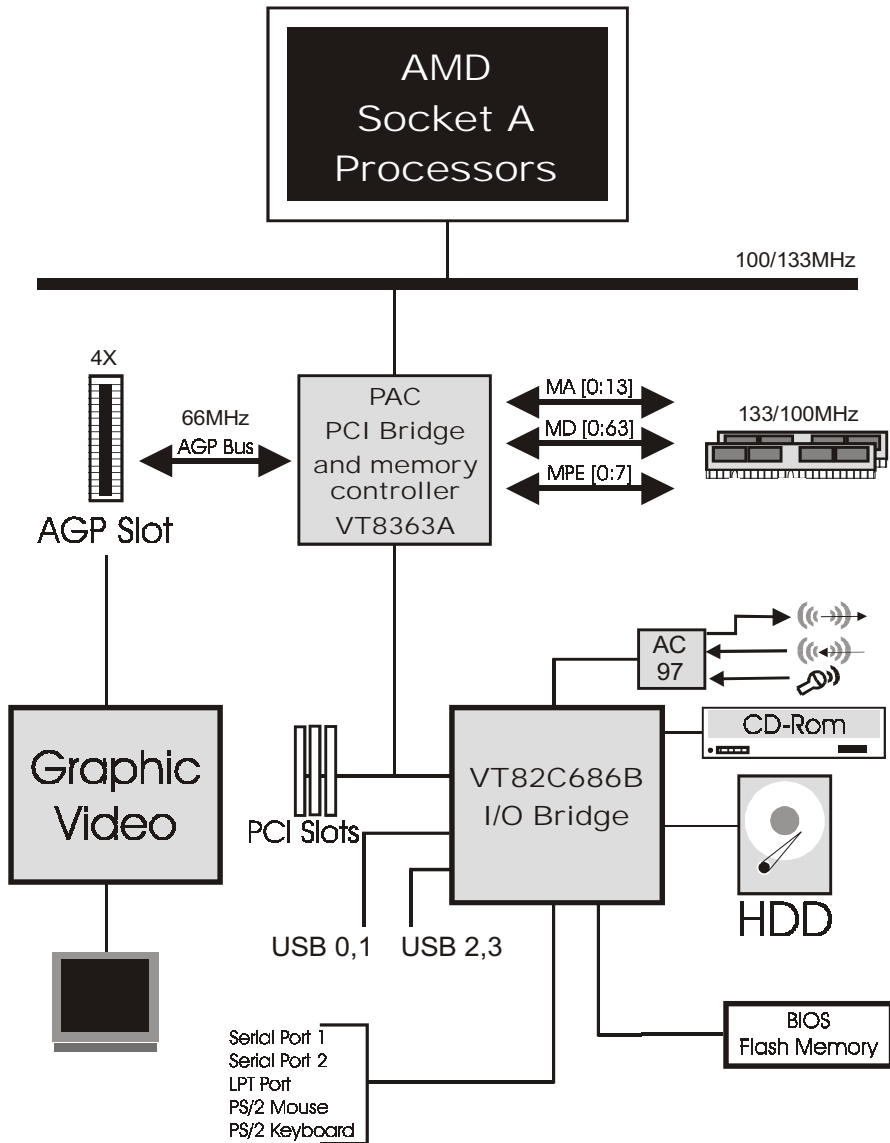 AMD
Socket A
Processors
100/133MHz
4X
66MHz
AGP Bus
AGP Slot
PAC
PCI Bridge
and memory
controller
VT8363A
MA [0:13]
MD [0:63]
MPE [0:7]
133/100MHz
AC
97
CD-Rom
Graphic
Video
PCI Slots
VT82C686B
I/O Bridge
HDD
USB 0,1
USB 2,3
Serial Port 1
Serial Port 2
LPT Port
PS/2 Mouse
PS/2 Keyboard
BIOS
Flash Memory